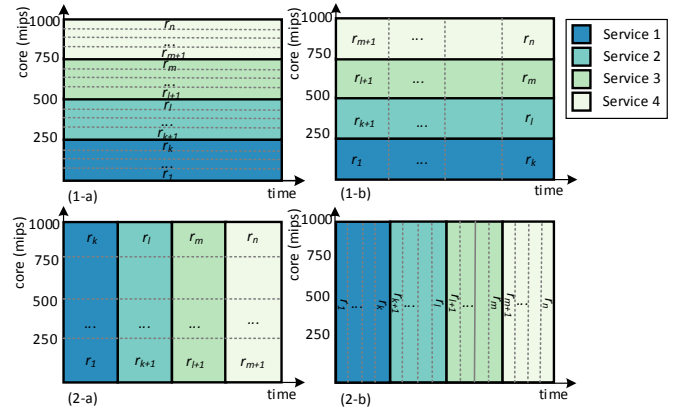 core (mips)
1000
750
500
250
r_n
...
r_{m+1}
r_m
...
r_{l+1}
r_l
...
r_{k+1}
r_k
...
r_1
time
(1-a)
core (mips)
1000
750
500
250
r_{m+1} ... r_n
r_{l+1} r_m
r_{k+1} ... r_l
r_1 ... r_k
time
(1-b)
Service 1
Service 2
Service 3
Service 4
core (mips)
1000
750
500
250
r_k r_l r_m r_n
... ... ... ...
r_1 r_{k+1} r_{l+1} r_{m+1}
time
(2-a)
core (mips)
1000
750
500
250
r_1 ... r_k r_{k+1} ... r_l r_{l+1} ... r_m r_{m+1} ... r_n
time
(2-b)